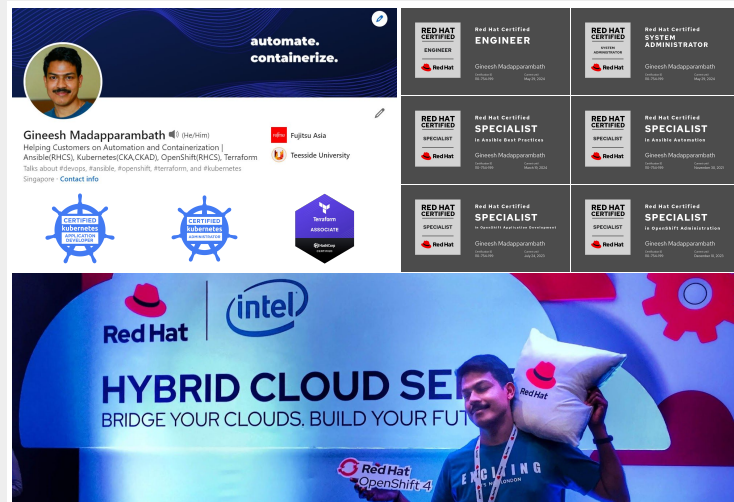 automate.
containerize.
Gineesh Madapparambath (He/Him)
Helping Customers on Automation and Containerization |
Ansible(RHCS), Kubernetes(CKA,CKAD), OpenShift(RHCS), Terraform
Talks about #devops, #ansible, #openshift, #terraform, and #kubernetes
Singapore · Contact info
FUJITSU
Fujitsu Asia
Teesside University
CERTIFIED
kubernetes
APPLICATION
DEVELOPER
CERTIFIED
kubernetes
ADMINISTRATOR
Terraform
ASSOCIATE
HashiCorp
RED HAT
CERTIFIED
ENGINEER
Red Hat
Red Hat Certified
ENGINEER
Gineesh Madapparambath
RED HAT
CERTIFIED
SYSTEM
ADMINISTRATOR
Red Hat
Red Hat Certified
SYSTEM
ADMINISTRATOR
Gineesh Madapparambath
RED HAT
CERTIFIED
SPECIALIST
Red Hat
Red Hat Certified
SPECIALIST
in Ansible Best Practices
Gineesh Madapparambath
RED HAT
CERTIFIED
SPECIALIST
Red Hat
Red Hat Certified
SPECIALIST
in Ansible Automation
Gineesh Madapparambath
RED HAT
CERTIFIED
SPECIALIST
Red Hat
Red Hat Certified
SPECIALIST
in OpenShift Application Development
Gineesh Madapparambath
RED HAT
CERTIFIED
SPECIALIST
Red Hat
Red Hat Certified
SPECIALIST
in OpenShift Administration
Gineesh Madapparambath
Red Hat
intel
HYBRID CLOUD SE
BRIDGE YOUR CLOUDS. BUILD YOUR FUT
Red Hat
Red Hat
OpenShift 4
EXCITING
LONDON